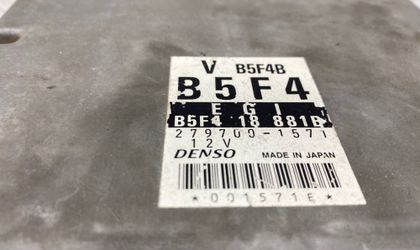 V B5F4B
B5F4
EGI
B5F4 18 881B
279700-1571
12V
DENSO MADE IN JAPAN
*001571E*